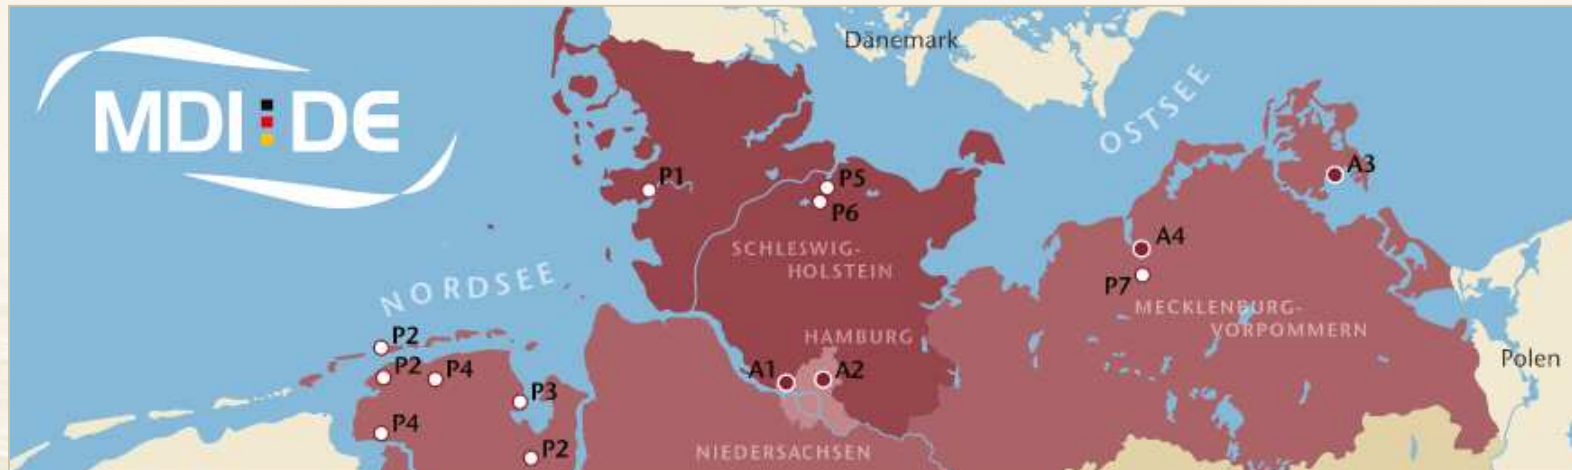 MDI:DE
Dänemark
OSTSEE
NORDSEE
P1
P5
P6
A3
A4
P7
SCHLESWIG-
HOLSTEIN
MECKLENBURG-
VORPOMMERN
HAMBURG
Polen
P2
P2
P4
P3
P4
P2
A1
A2
NIEDERSACHSEN